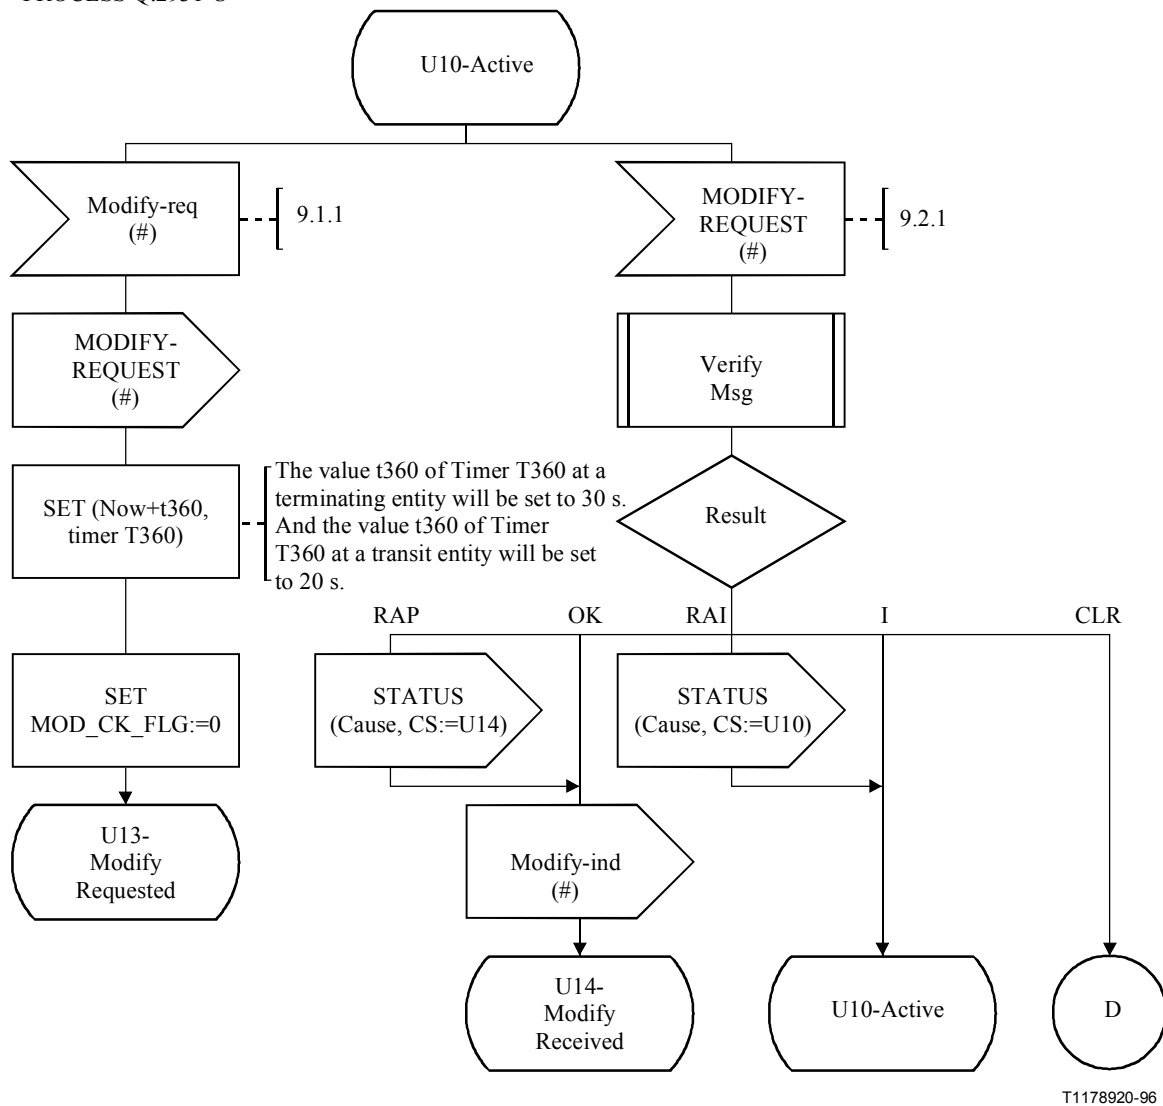 U10-Active
Modify-req
(#)
9.1.1
MODIFY-
REQUEST
(#)
9.2.1
MODIFY-
REQUEST
(#)
Verify
Msg
SET (Now+t360,
timer T360)
The value t360 of Timer T360 at a
terminating entity will be set to 30 s.
And the value t360 of Timer
T360 at a transit entity will be set
to 20 s.
Result
RAP
OK
RAI
I
CLR
SET
MOD_CK_FLG:=0
STATUS
(Cause, CS:=U14)
STATUS
(Cause, CS:=U10)
U13-
Modify
Requested
Modify-ind
(#)
U14-
Modify
Received
U10-Active
D
T1178920-96